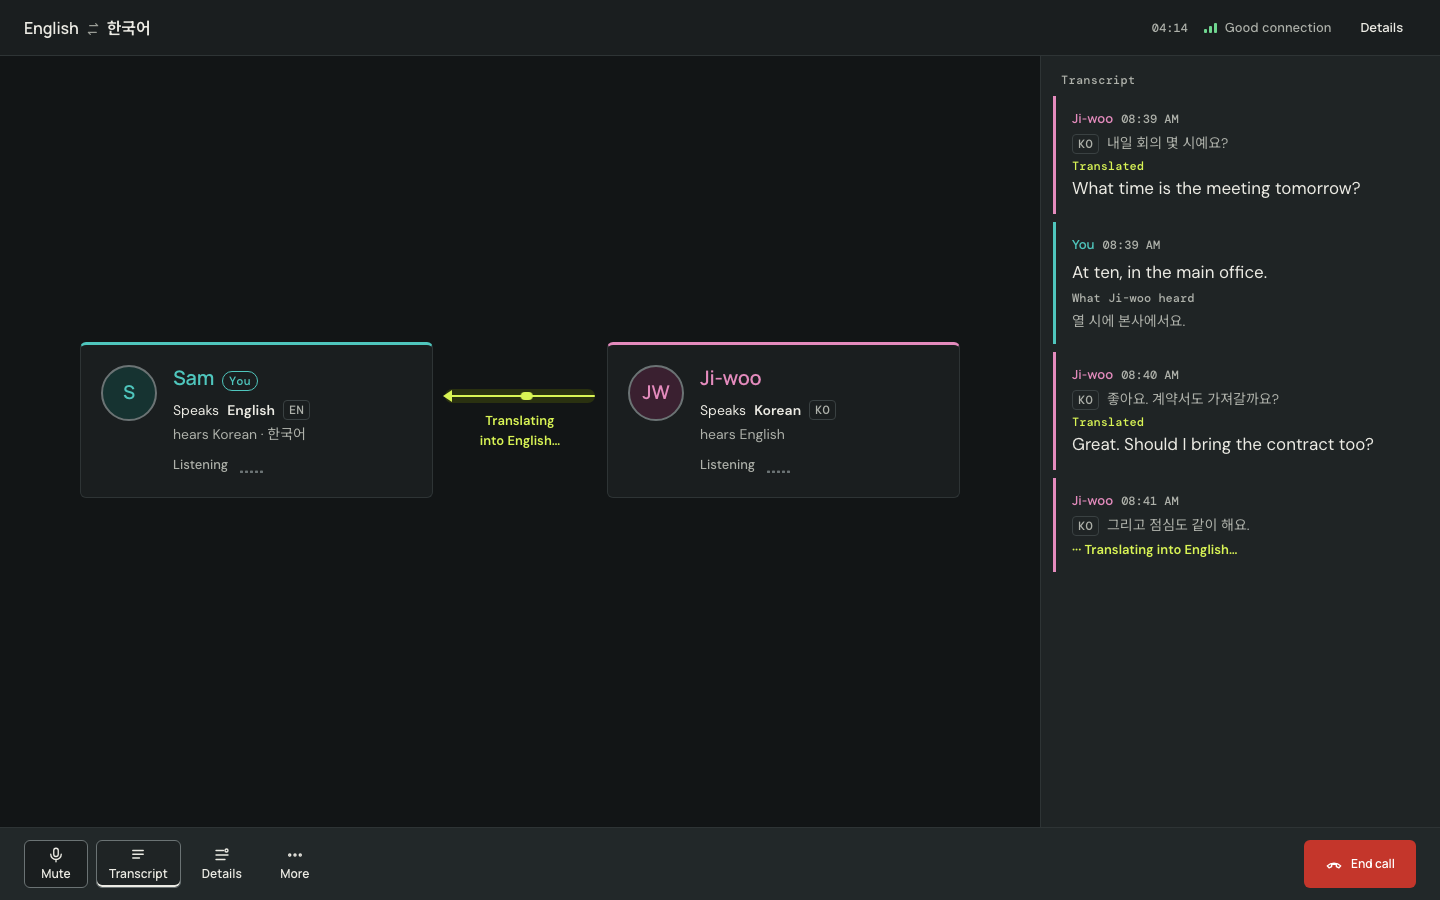 English ⇌ 한국어
04:14
Good connection
Details
S
Sam
You
Speaks English EN
hears Korean · 한국어
Listening
Translating
into English...
JW
Ji-woo
Speaks Korean KO
hears English
Listening
Transcript
Ji-woo 08:39 AM
KO 내일 회의 몇 시예요?
Translated
What time is the meeting tomorrow?
You 08:39 AM
At ten, in the main office.
What Ji-woo heard
열 시에 본사에서요.
Ji-woo 08:40 AM
KO 좋아요. 계약서도 가져갈까요?
Translated
Great. Should I bring the contract too?
Ji-woo 08:41 AM
KO 그리고 점심도 같이 해요.
··· Translating into English...
Mute
Transcript
Details
More
End call